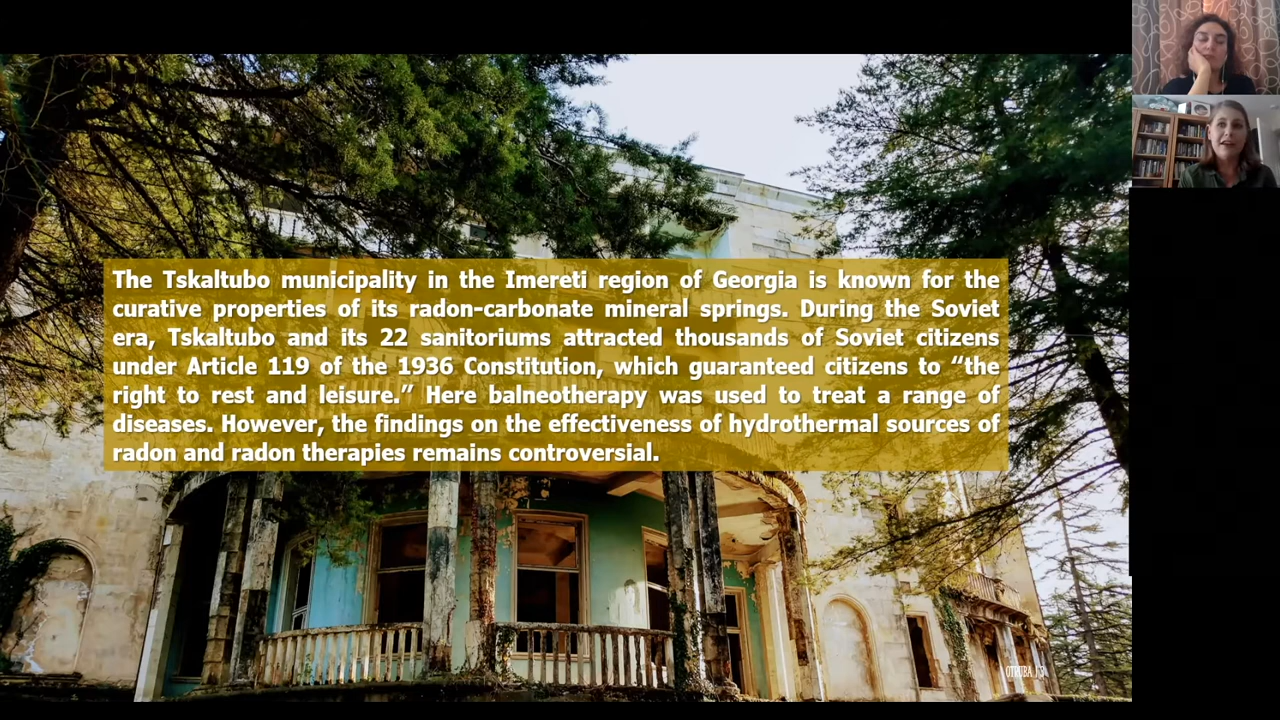 The Tskaltubo municipality in the Imereti region of Georgia is known for the
curative properties of its radon-carbonate mineral springs. During the Soviet
era, Tskaltubo and its 22 sanitoriums attracted thousands of Soviet citizens
under Article 119 of the 1936 Constitution, which guaranteed citizens to “the
right to rest and leisure.” Here balneotherapy was used to treat a range of
diseases. However, the findings on the effectiveness of hydrothermal sources of
radon and radon therapies remains controversial.